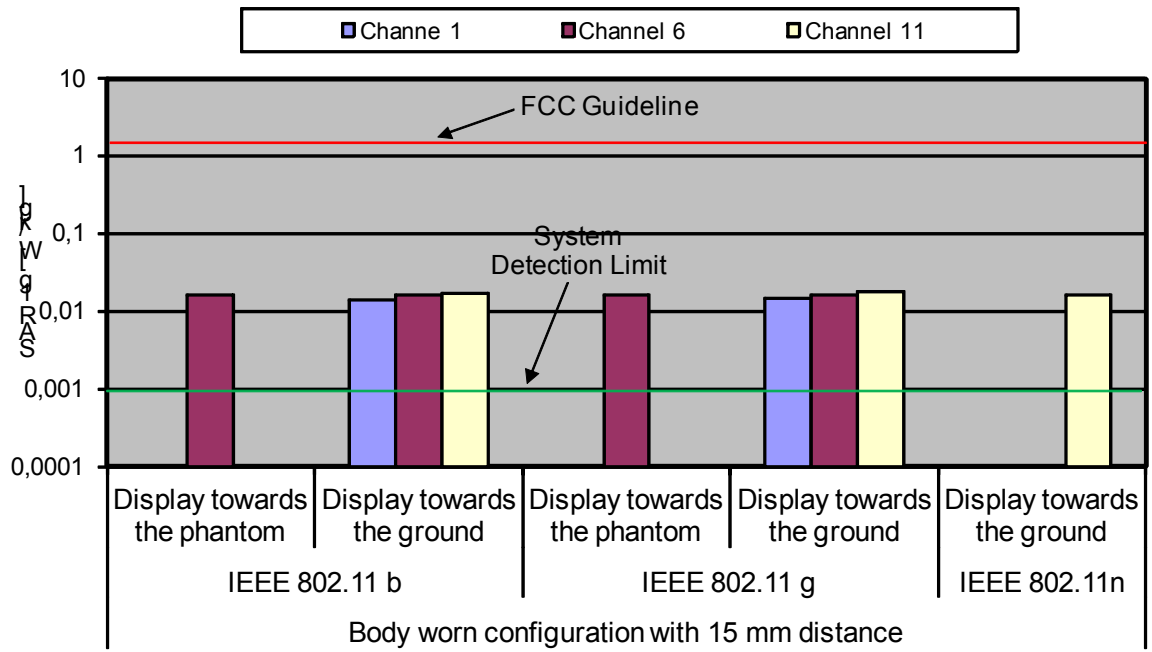 Channe 1 Channel 6 Channel 11
10
FCC Guideline
1
0,1
System
Detection Limit
0,01
0,001
0,0001
SAR1g [W/kg]
Display towards
the phantom
Display towards
the ground
Display towards
the phantom
Display towards
the ground
Display towards
the ground
IEEE 802.11 b IEEE 802.11 g IEEE 802.11n
Body worn configuration with 15 mm distance